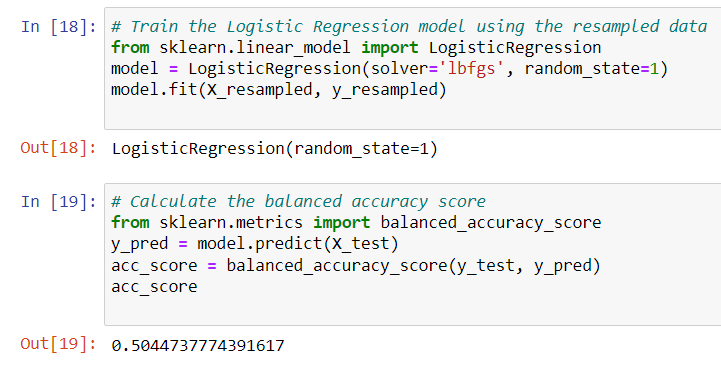 In [18]: # Train the Logistic Regression model using the resampled data
from sklearn.linear_model import LogisticRegression
model = LogisticRegression(solver='lbfgs', random_state=1)
model.fit(X_resampled, y_resampled)
Out[18]: LogisticRegression(random_state=1)
In [19]: # Calculate the balanced accuracy score
from sklearn.metrics import balanced_accuracy_score
y_pred = model.predict(X_test)
acc_score = balanced_accuracy_score(y_test, y_pred)
acc_score
Out[19]: 0.5044737774391617